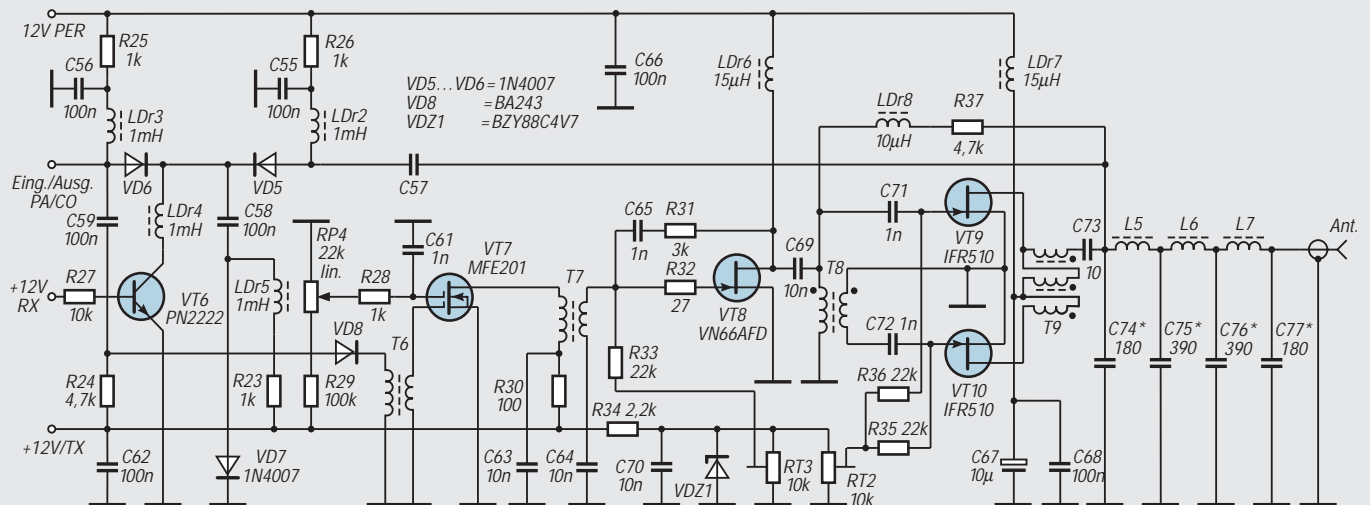 12V PER
R25
1k
C56
100n
LDr3
1mH
R26
1k
C55
100n
LDr2
1mH
VD5...VD6=1N4007
VD8 =BA243
VDZ1 =BZY88C4V7
C66
100n
LDr6
15µH
LDr7
15µH
LDr8
10µH
R37
4,7k
Eing./Ausg.
PA/CO
VD6
VD5
C57
C59
100n
LDr4
1mH
C58
100n
RP4
22k
lin.
C61
1n
VT7
MFE201
C65
1n
R31
3k
C71
1n
VT9
IFR510
C73
10
L5
L6
L7
Ant.
+12V
RX
R27
10k
VT6
PN2222
LDr5
1mH
R28
1k
T7
R32
27
VT8
VN66AFD
C69
10n
T8
C72 1n
T9
VD8
T6
R24
4,7k
R23
1k
R29
100k
R30
100
R33
22k
R36 22k
VT10
IFR510
C74*
180
C75*
390
C76*
390
C77*
180
+12V/TX
R34 2,2k
R35 22k
C62
100n
VD7
1N4007
C63
10n
C64
10n
C70
10n
VDZ1
RT3
10k
RT2
10k
C67
10µ
C68
100n